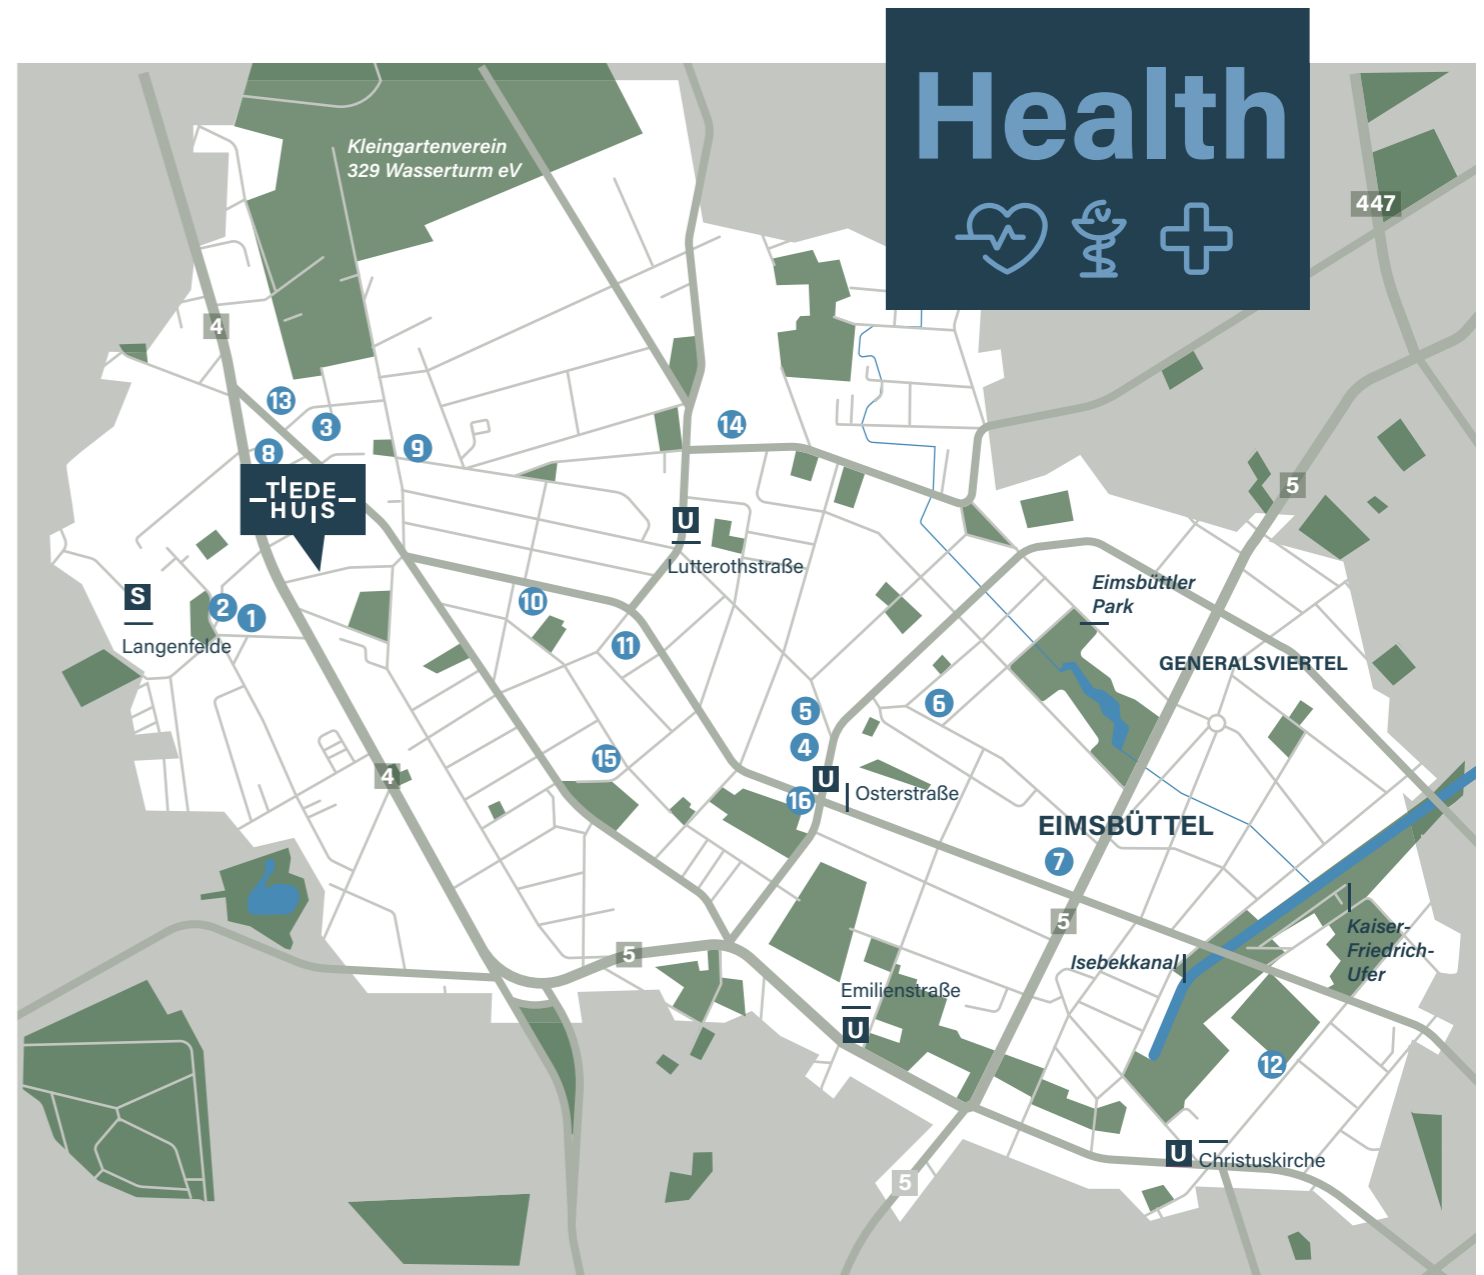 Health
Kleingartenverein
329 Wasserturm eV
447
4
13
3
14
8
9
TIEDE
HUIS
5
U
Lutterothstraße
Eimsbüttler
Park
S
2
1
10
Langenfelde
11
GENERALSVIERTEL
6
5
4
15
4
U
16
Osterstraße
EIMSBÜTTEL
7
5
5
Kaiser-
Friedrich-
Ufer
Isebekkanal
Emilienstraße
U
12
U
Christuskirche
5